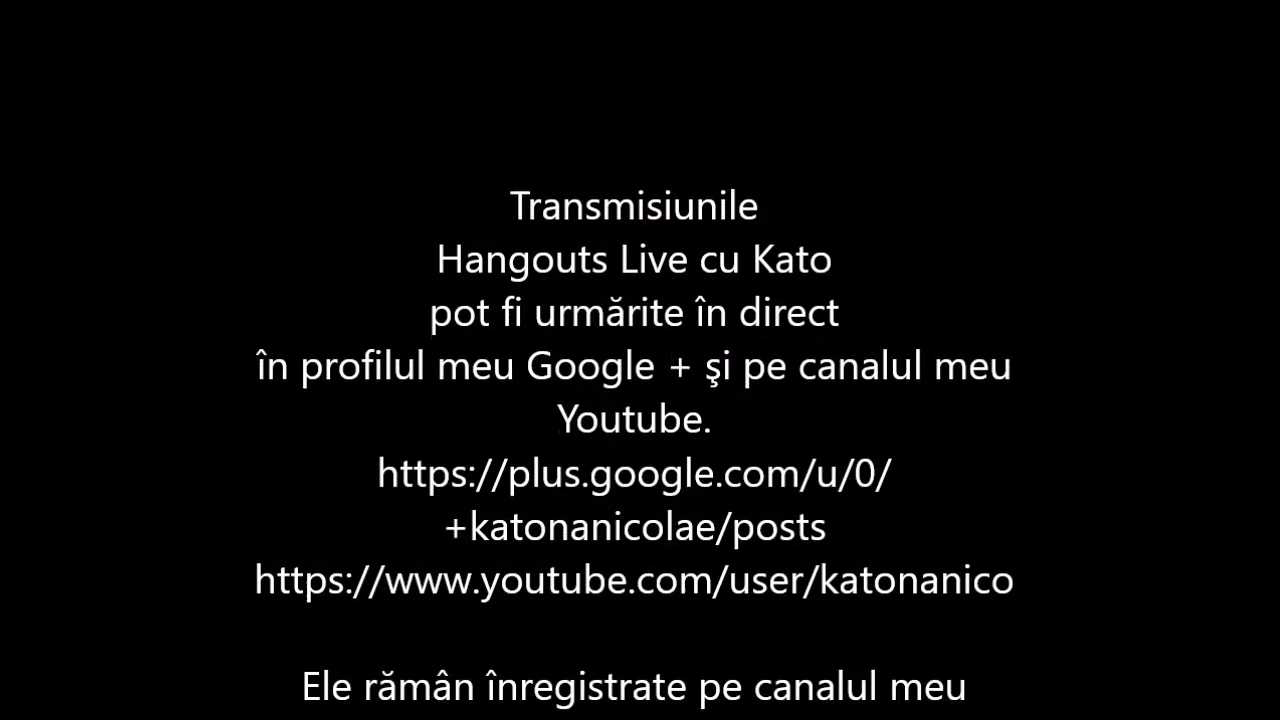 Transmisiunile
Hangouts Live cu Kato
pot fi urmărite în direct
în profilul meu Google + şi pe canalul meu
Youtube.
https://plus.google.com/u/0/
+katonanicolae/posts
https://www.youtube.com/user/katonanico
Ele rămân înregistrate pe canalul meu